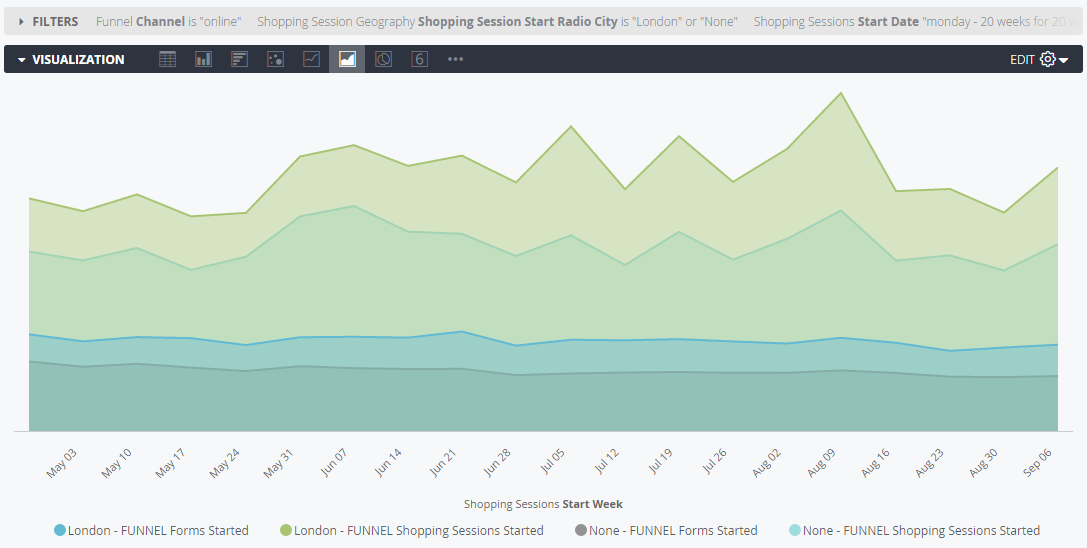 FILTERS Funnel Channel is "online" Shopping Session Geography Shopping Session Start Radio City is "London" or "None" Shopping Sessions Start Date "monday - 20 weeks for 20 w
VISUALIZATION 6 EDIT
May 03 May 10 May 17 May 24 May 31 Jun 07 Jun 14 Jun 21 Jun 28 Jul 05 Jul 12 Jul 19 Jul 26 Aug 02 Aug 09 Aug 16 Aug 23 Aug 30 Sep 06
Shopping Sessions Start Week
London - FUNNEL Forms Started London - FUNNEL Shopping Sessions Started None - FUNNEL Forms Started None - FUNNEL Shopping Sessions Started